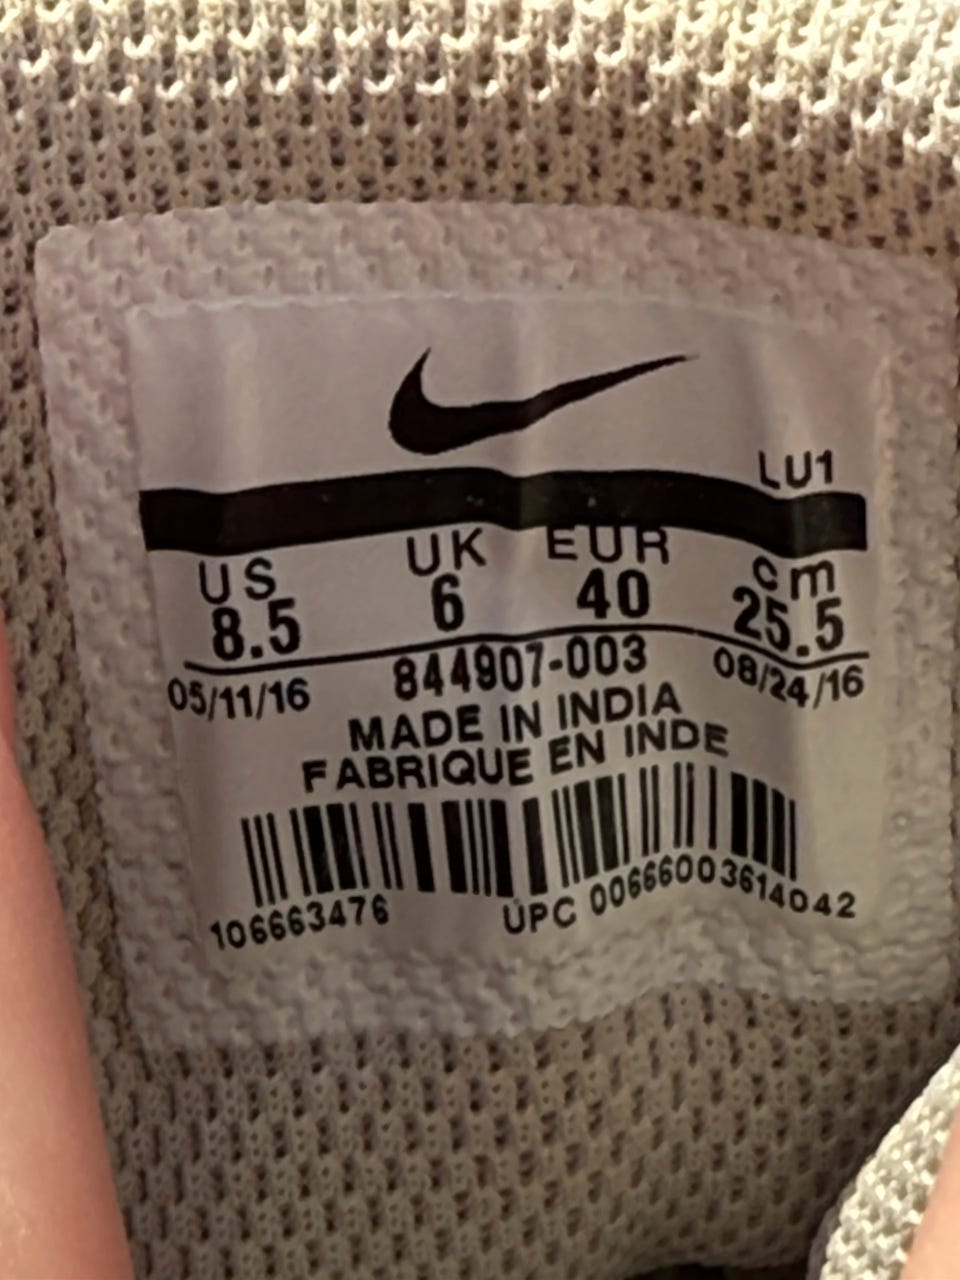 LU1
US UK EUR cm
8.5 6 40 25.5
05/11/16 844907-003 08/24/16
MADE IN INDIA
FABRIQUE EN INDE
106663476 UPC 00666003614042